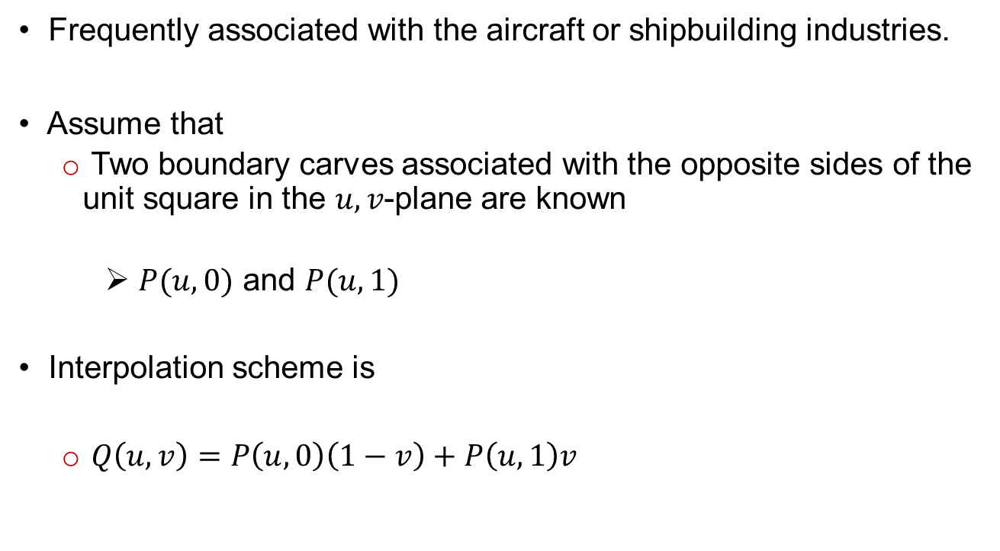 • Frequently associated with the aircraft or shipbuilding industries.
• Assume that
o Two boundary carves associated with the opposite sides of the
unit square in the 𝑢, 𝑣-plane are known
➢ 𝑃(𝑢, 0) and 𝑃(𝑢, 1)
• Interpolation scheme is
o 𝑄(𝑢, 𝑣) = 𝑃(𝑢, 0)(1 − 𝑣) + 𝑃(𝑢, 1)𝑣